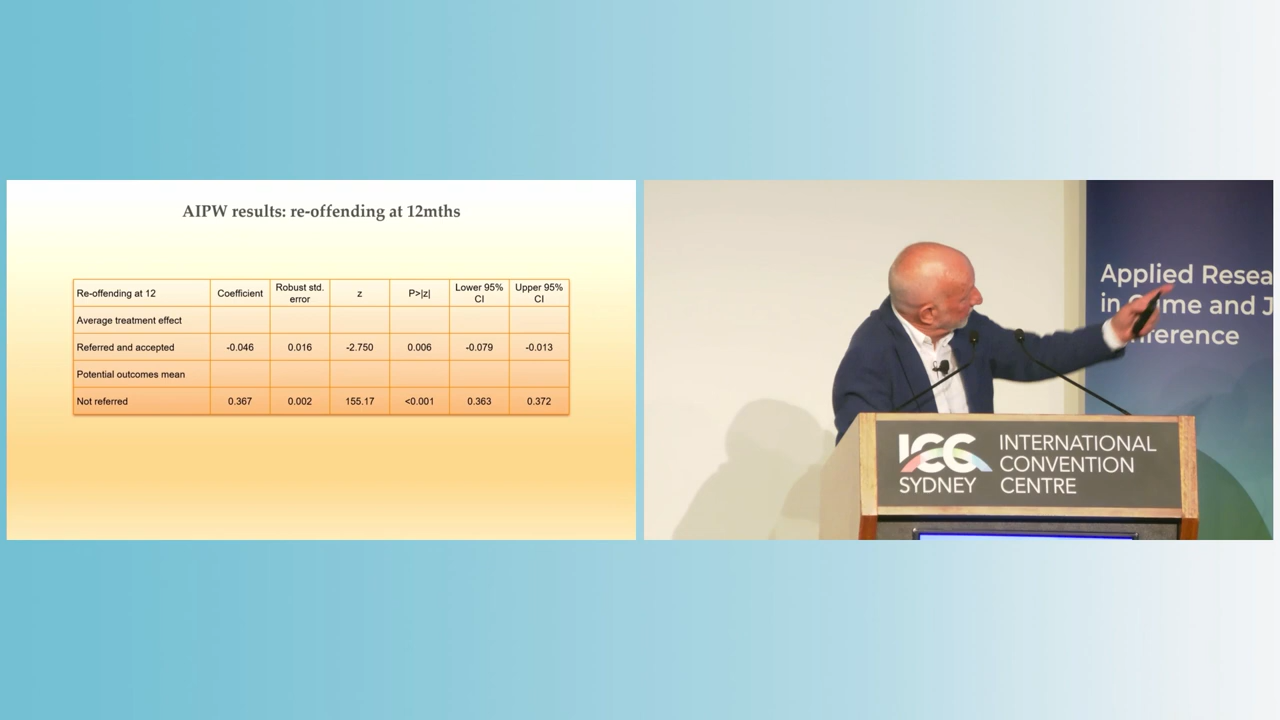 AIPW results: re-offending at 12mths
Re-offending at 12 Coefficient Robust std. error z P>|z| Lower 95% CI Upper 95% CI
Average treatment effect
Referred and accepted -0.046 0.016 -2.750 0.006 -0.079 -0.013
Potential outcomes mean
Not referred 0.367 0.002 155.17 <0.001 0.363 0.372
Applied Resea
in Crime and J
nference
ICC INTERNATIONAL
CONVENTION
SYDNEY CENTRE